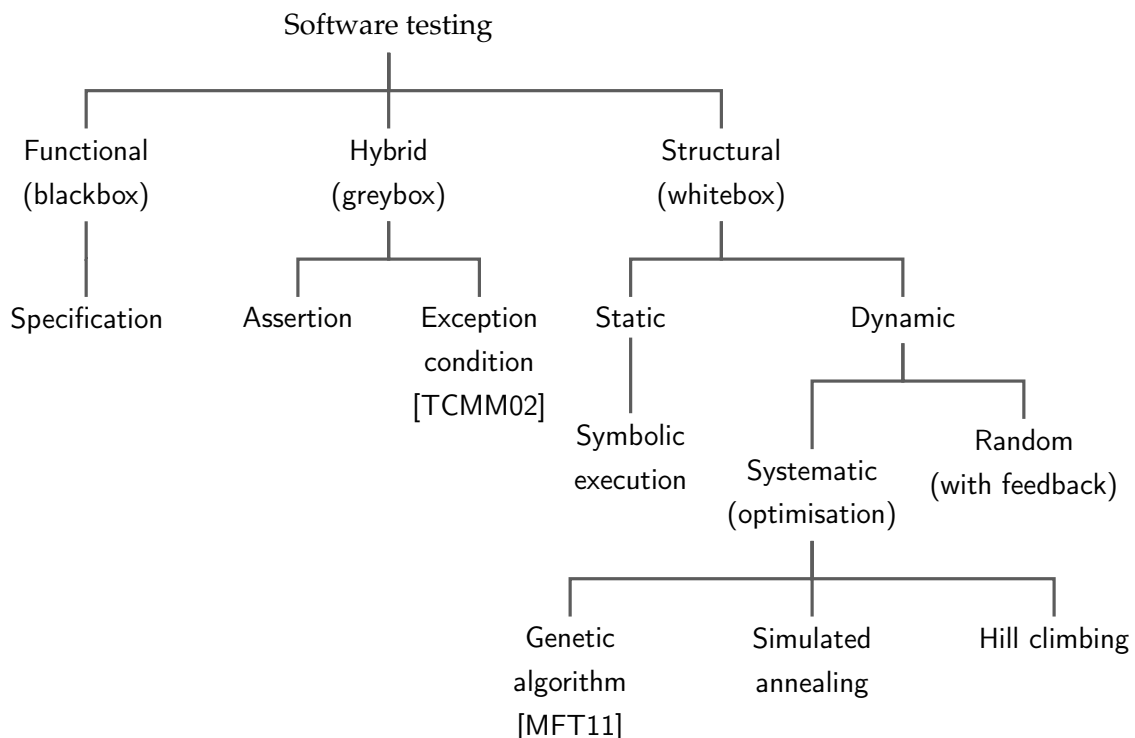 Software testing
Functional
(blackbox)
Hybrid
(greybox)
Structural
(whitebox)
Specification
Assertion
Exception
condition
[TCMM02]
Static
Dynamic
Symbolic
execution
Systematic
(optimisation)
Random
(with feedback)
Genetic
algorithm
[MFT11]
Simulated
annealing
Hill climbing